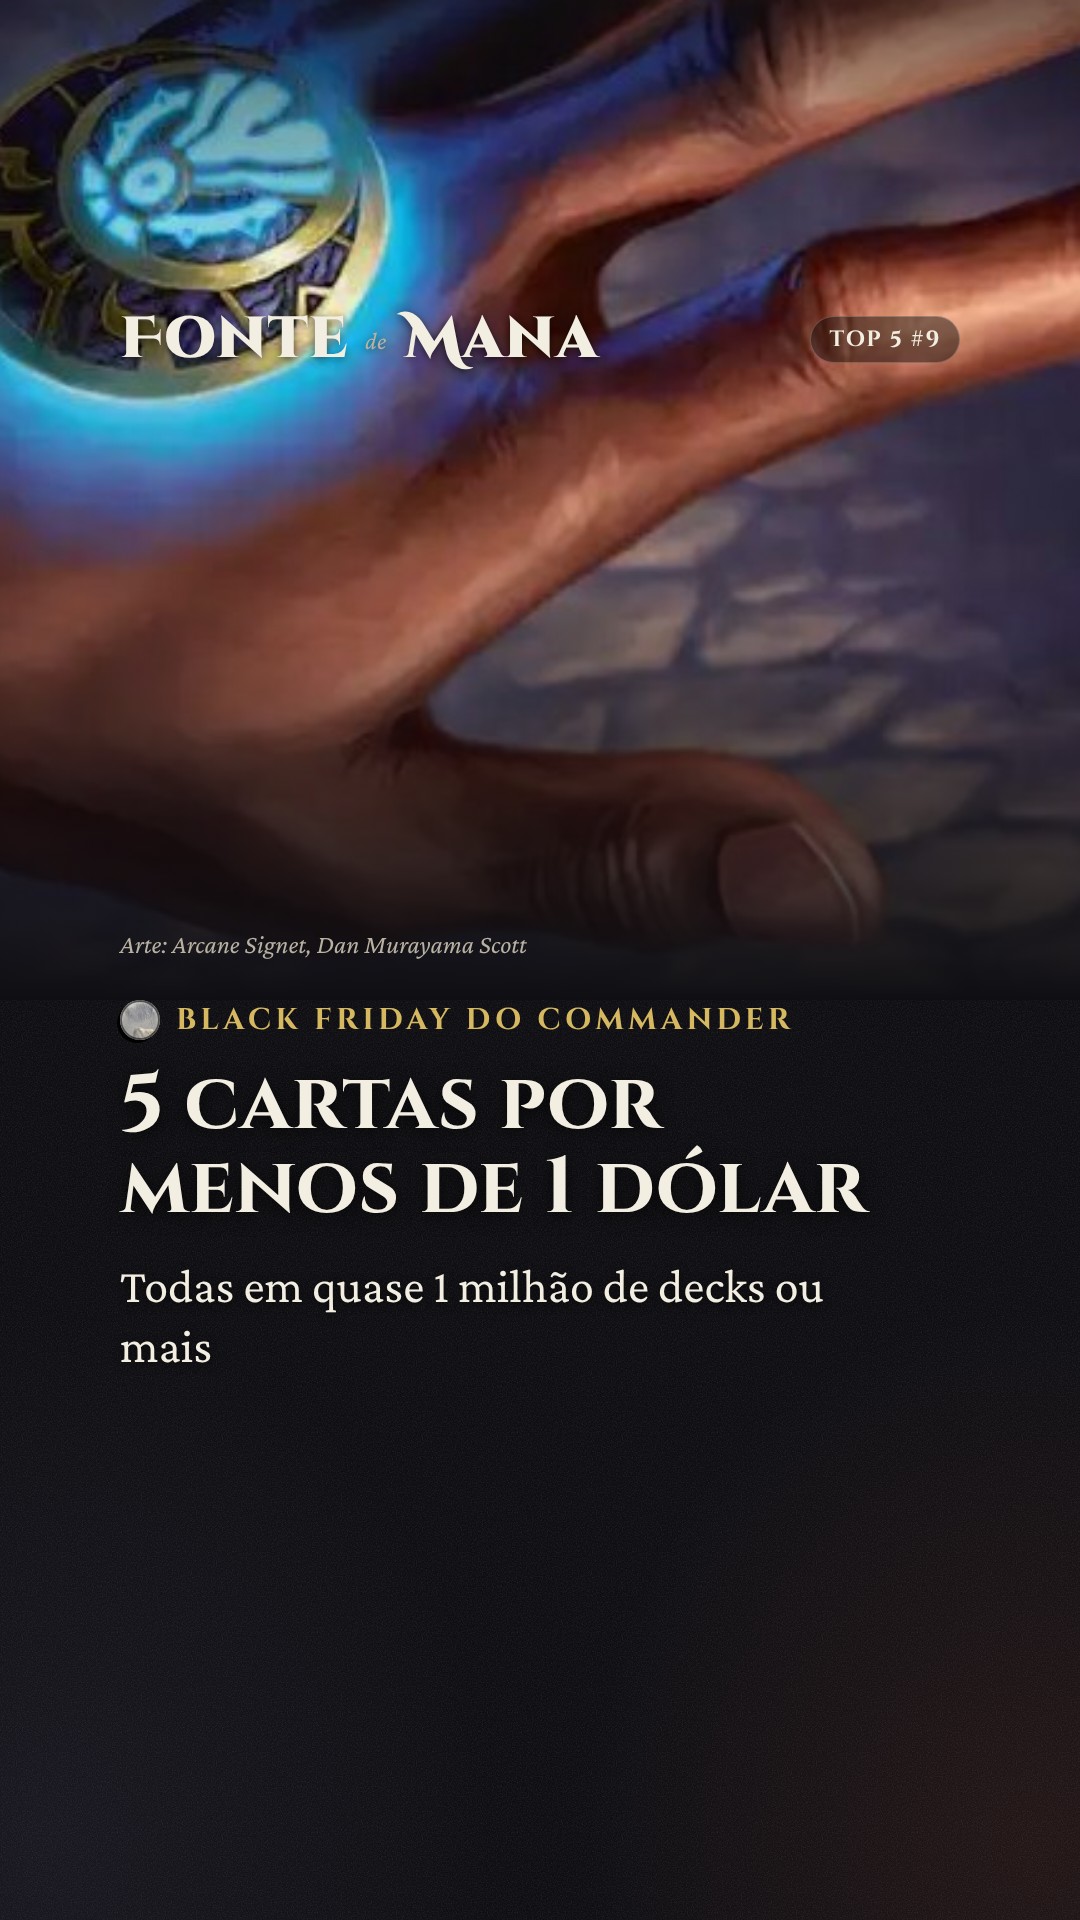 Fonte de Mana
TOP 5 #9
Arte: Arcane Signet, Dan Murayama Scott
BLACK FRIDAY DO COMMANDER
5 CARTAS POR
MENOS DE 1 DÓLAR
Todas em quase 1 milhão de decks ou
mais